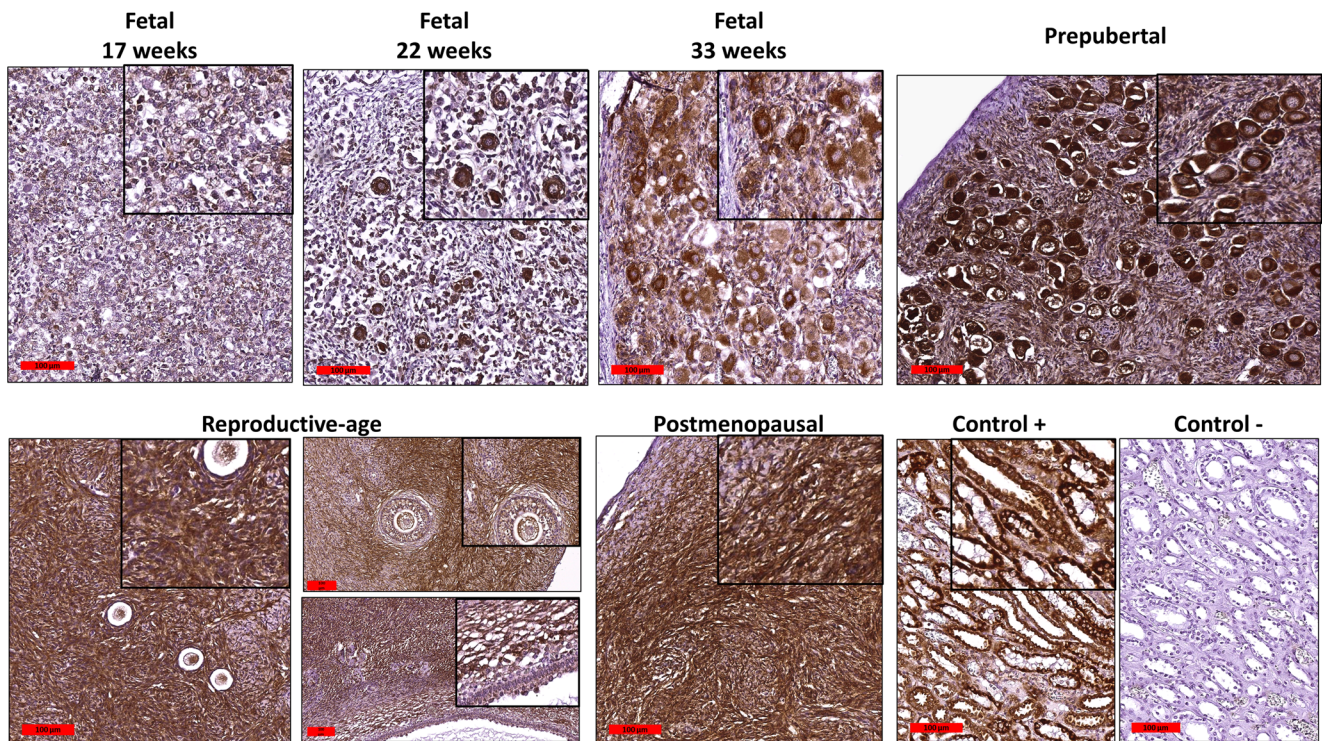 Fetal
17 weeks
Fetal
22 weeks
Fetal
33 weeks
Prepubertal
100 µm
100 µm
100 µm
100 µm
Reproductive-age
Postmenopausal
Control +
Control -
100 µm
100 µm
100 µm
100 µm